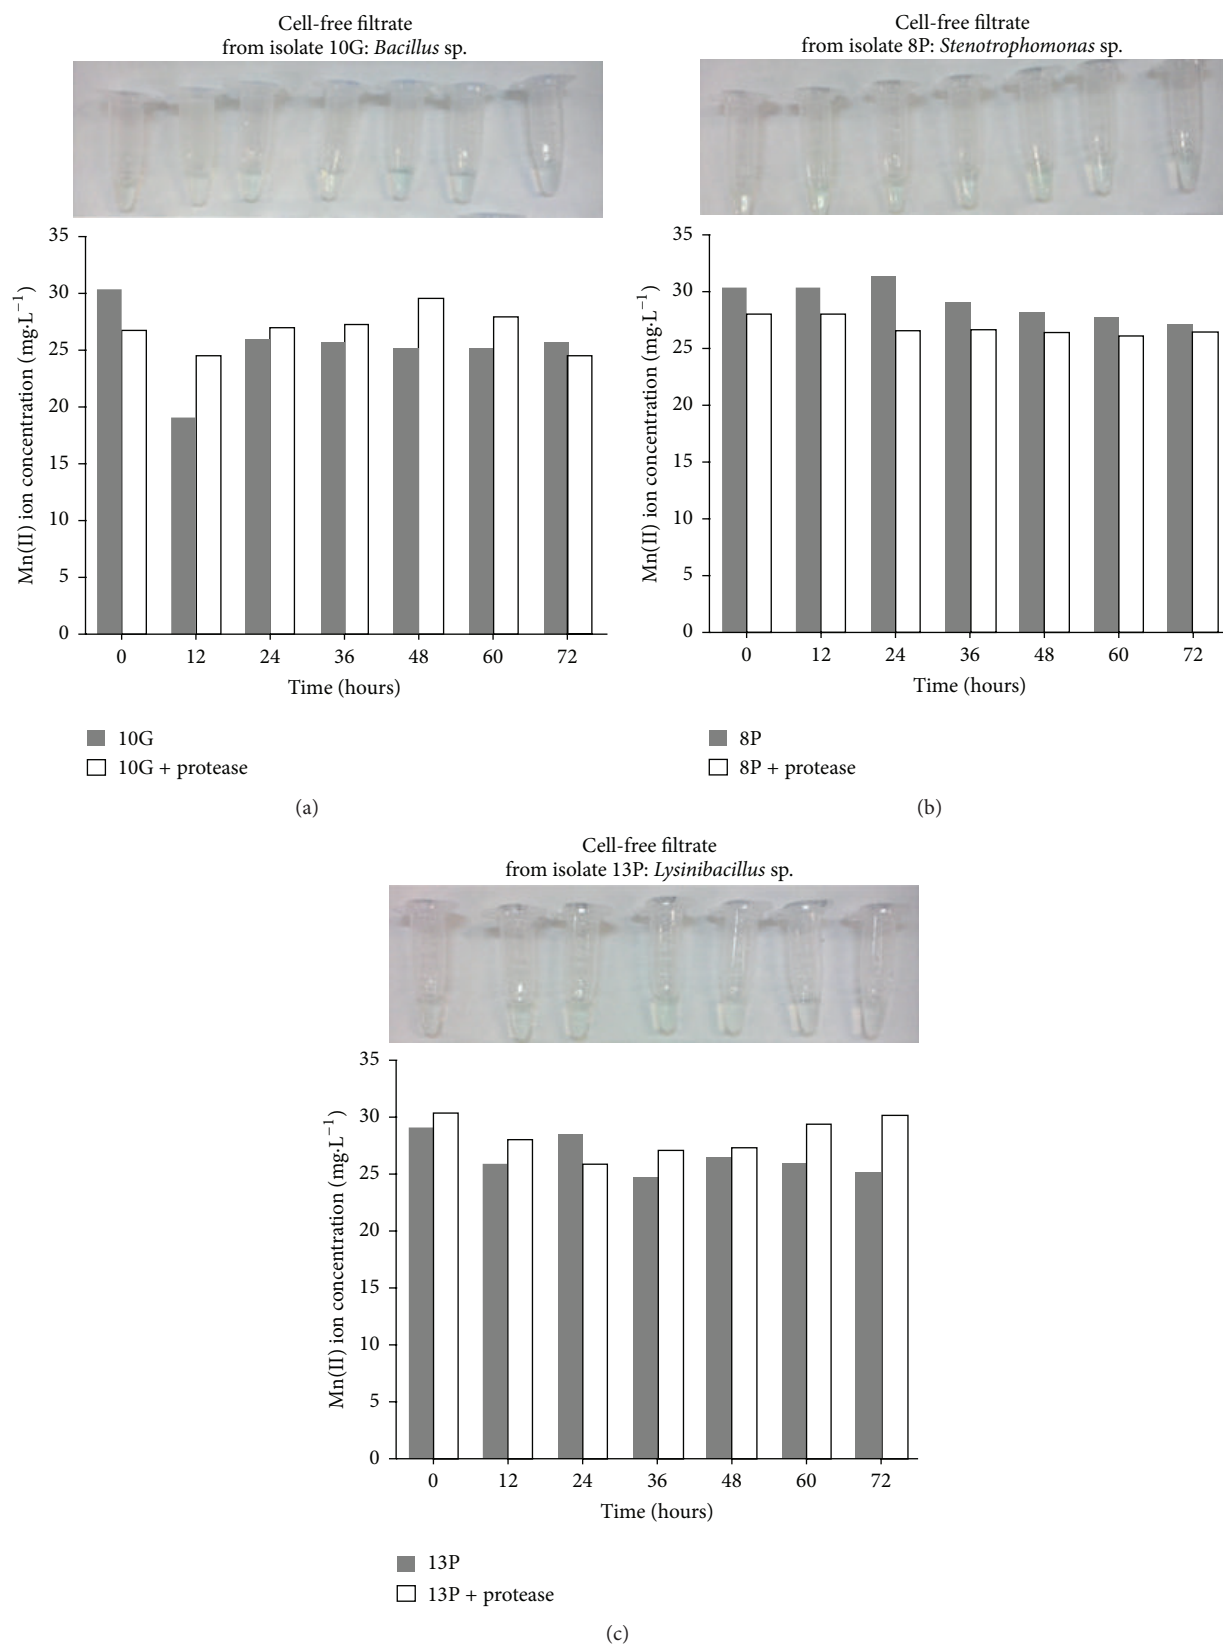 Cell-free filtrate
from isolate 10G: Bacillus sp.
35
30
25
20
15
10
5
0
Mn(II) ion concentration (mg·L⁻¹)
0 12 24 36 48 60 72
Time (hours)
10G
10G + protease
(a)
Cell-free filtrate
from isolate 8P: Stenotrophomonas sp.
35
30
25
20
15
10
5
0
Mn(II) ion concentration (mg·L⁻¹)
0 12 24 36 48 60 72
Time (hours)
8P
8P + protease
(b)
Cell-free filtrate
from isolate 13P: Lysinibacillus sp.
35
30
25
20
15
10
5
0
Mn(II) ion concentration (mg·L⁻¹)
0 12 24 36 48 60 72
Time (hours)
13P
13P + protease
(c)